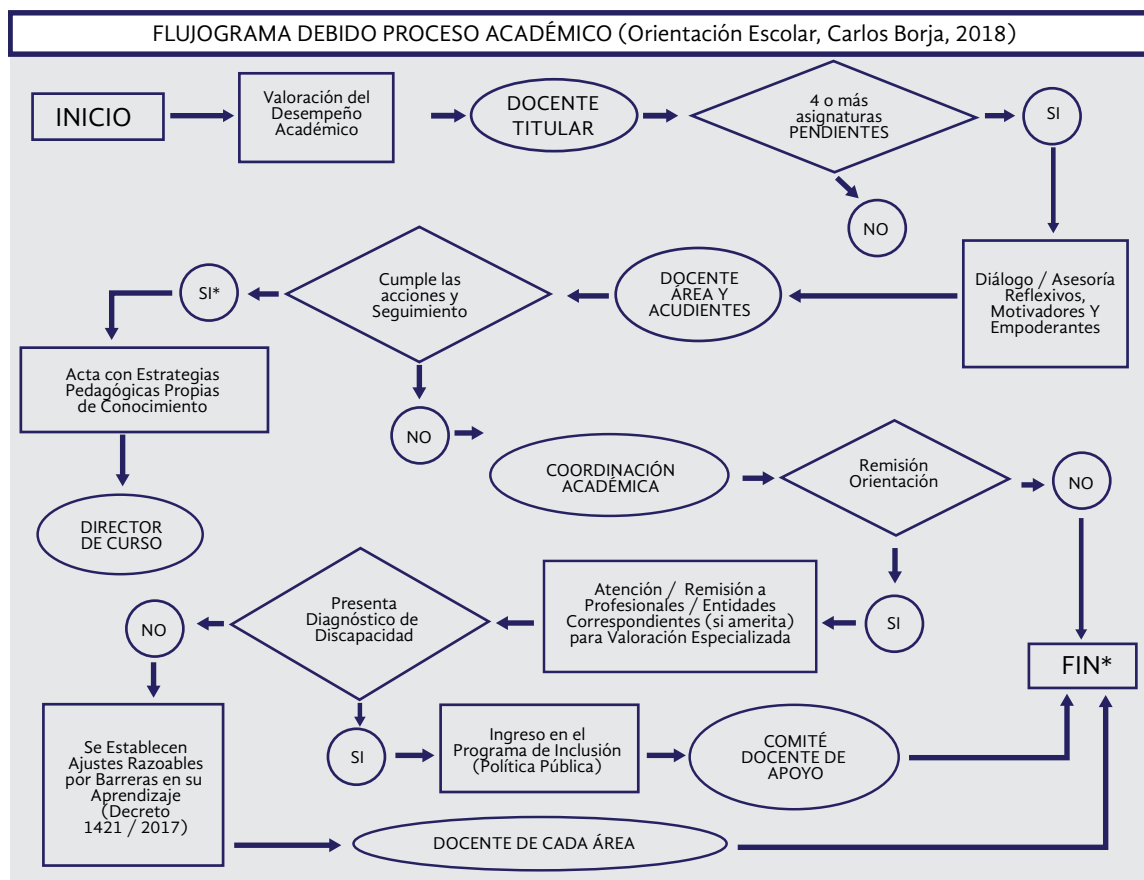 FLUJOGRAMA DEBIDO PROCESO ACADÉMICO (Orientación Escolar, Carlos Borja, 2018)
INICIO
Valoración del
Desempeño
Académico
DOCENTE
TITULAR
4 o más
asignaturas
PENDIENTES
SI
NO
Diálogo / Asesoría
Reflexivos,
Motivadores Y
Empoderantes
DOCENTE
ÁREA Y
ACUDIENTES
Cumple las
acciones y
Seguimiento
SI*
Acta con Estrategias
Pedagógicas Propias
de Conocimiento
DIRECTOR
DE CURSO
NO
COORDINACIÓN
ACADÉMICA
Remisión
Orientación
NO
SI
Atención / Remisión a
Profesionales / Entidades
Correspondientes (si amerita)
para Valoración Especializada
Presenta
Diagnóstico de
Discapacidad
NO
Se Establecen
Ajustes Razoables
por Barreras en su
Aprendizaje
(Decreto
1421 / 2017)
SI
Ingreso en el
Programa de Inclusión
(Política Pública)
COMITÉ
DOCENTE DE
APOYO
DOCENTE DE CADA ÁREA
FIN*